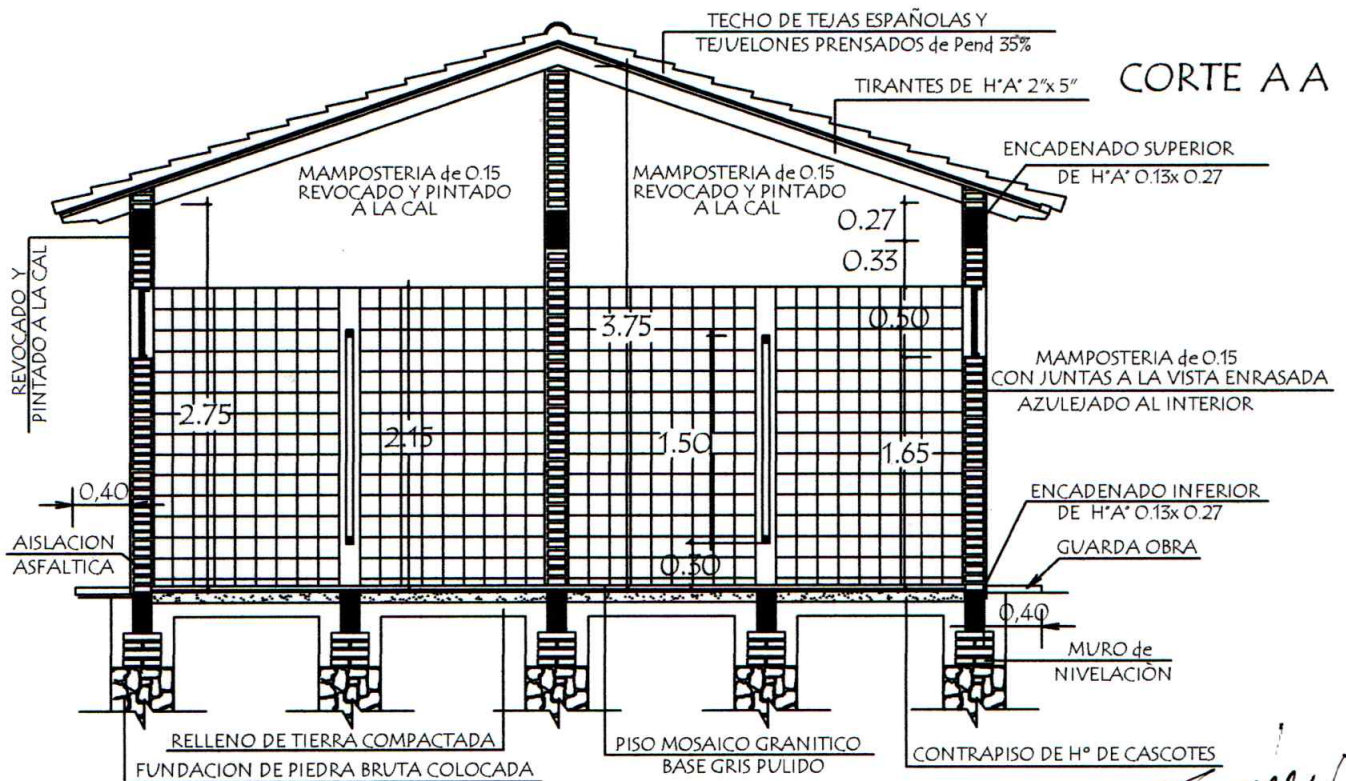 TECHO DE TEJAS ESPAÑOLAS Y
TEJUELONES PRENSADOS de Pend 35%
CORTE A A
TIRANTES DE H°A° 2"x 5"
ENCADENADO SUPERIOR
DE H°A° 0.13x 0.27
MAMPOSTERIA de 0.15
REVOCADO Y PINTADO
A LA CAL
MAMPOSTERIA de 0.15
REVOCADO Y PINTADO
A LA CAL
0.27
0.33
REVOCADO Y
PINTADO A LA CAL
0.50
3.75
MAMPOSTERIA de 0.15
CON JUNTAS A LA VISTA ENRASADA
AZULEJADO AL INTERIOR
2.75
2.15
1.50
1.65
0,40
ENCADENADO INFERIOR
DE H°A° 0.13x 0.27
AISLACION
ASFALTICA
GUARDA OBRA
0.30
0,40
MURO de
NIVELACIÒN
RELLENO DE TIERRA COMPACTADA
FUNDACION DE PIEDRA BRUTA COLOCADA
PISO MOSAICO GRANITICO
BASE GRIS PULIDO
CONTRAPISO DE Hº DE CASCOTES